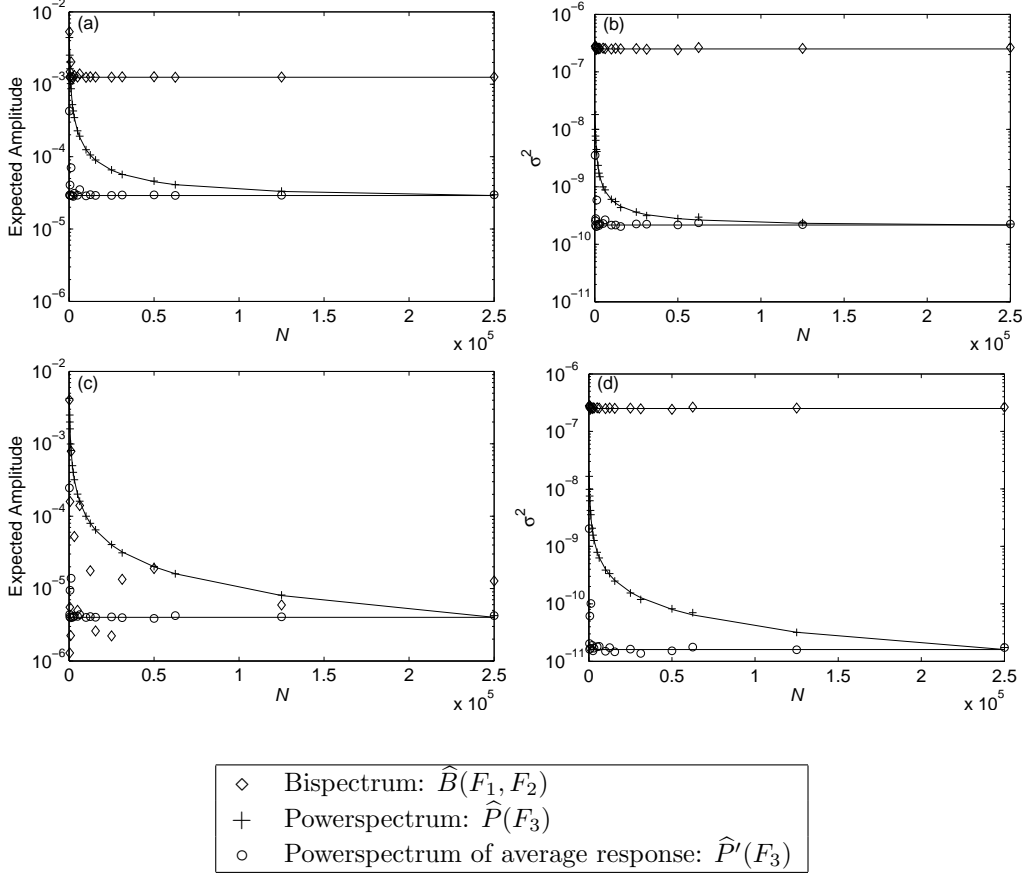 (a)
Expected Amplitude
10⁻²
10⁻³
10⁻⁴
10⁻⁵
10⁻⁶
0 0.5 1 1.5 2 2.5
N
x 10⁵
(b)
σ²
10⁻⁶
10⁻⁷
10⁻⁸
10⁻⁹
10⁻¹⁰
10⁻¹¹
0 0.5 1 1.5 2 2.5
N
x 10⁵
(c)
Expected Amplitude
10⁻²
10⁻³
10⁻⁴
10⁻⁵
10⁻⁶
0 0.5 1 1.5 2 2.5
N
x 10⁵
(d)
σ²
10⁻⁶
10⁻⁷
10⁻⁸
10⁻⁹
10⁻¹⁰
10⁻¹¹
0 0.5 1 1.5 2 2.5
N
x 10⁵
Bispectrum: B̂(F₁, F₂)
Powerspectrum: P̂(F₃)
Powerspectrum of average response: P̂′(F₃)